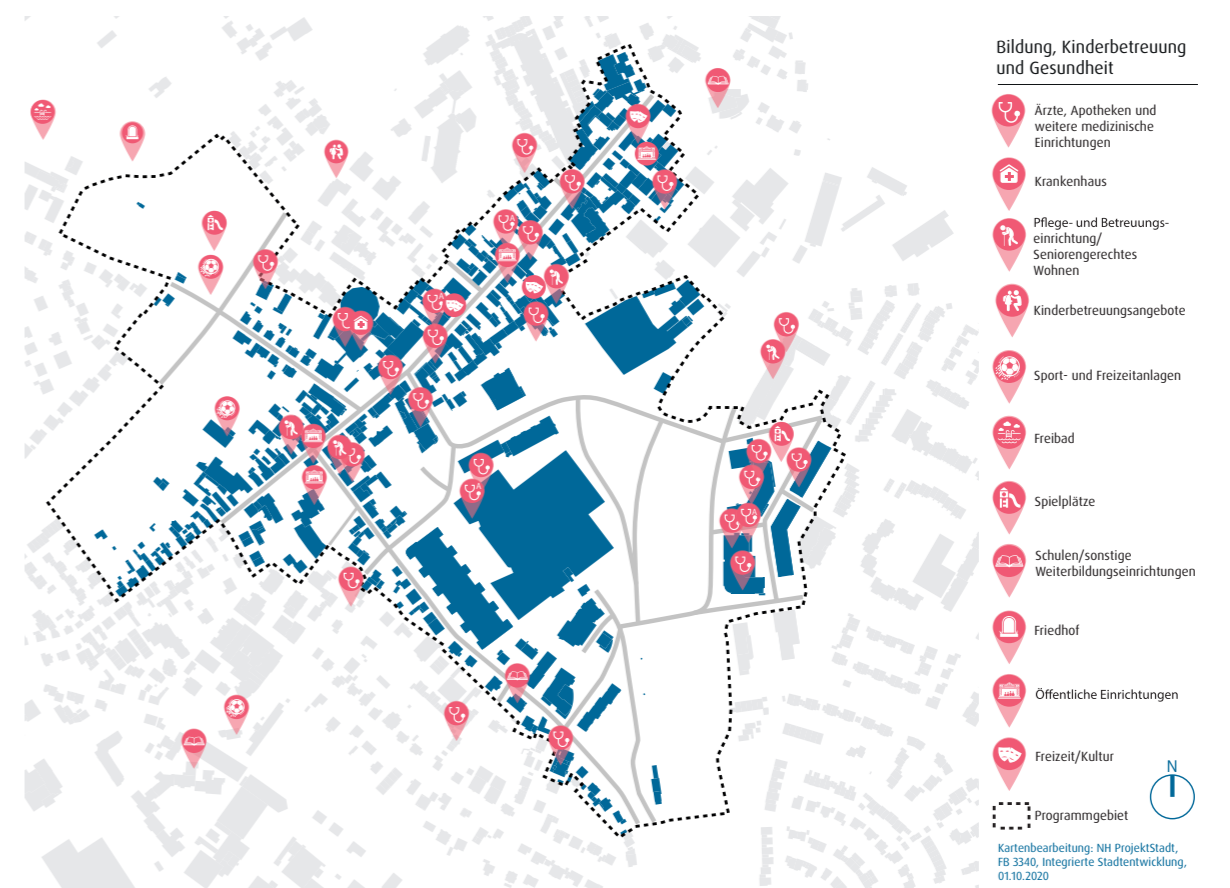 Bildung, Kinderbetreuung
und Gesundheit
Ärzte, Apotheken und
weitere medizinische
Einrichtungen
Krankenhaus
Pflege- und Betreuungs-
einrichtung/
Seniorengerechtes
Wohnen
Kinderbetreuungsangebote
Sport- und Freizeitanlagen
Freibad
Spielplätze
Schulen/sonstige
Weiterbildungseinrichtungen
Friedhof
Öffentliche Einrichtungen
Freizeit/Kultur
N
Programmgebiet
Kartenbearbeitung: NH ProjektStadt,
FB 3340, Integrierte Stadtentwicklung,
01.10.2020
A
A
A
A